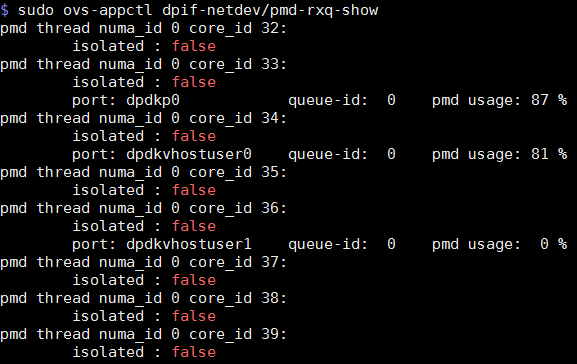 $ sudo ovs-appctl dpif-netdev/pmd-rxq-show
pmd thread numa_id 0 core_id 32:
        isolated : false
pmd thread numa_id 0 core_id 33:
        isolated : false
        port: dpdkp0            queue-id:  0    pmd usage: 87 %
pmd thread numa_id 0 core_id 34:
        isolated : false
        port: dpdkvhostuser0    queue-id:  0    pmd usage: 81 %
pmd thread numa_id 0 core_id 35:
        isolated : false
pmd thread numa_id 0 core_id 36:
        isolated : false
        port: dpdkvhostuser1    queue-id:  0    pmd usage:  0 %
pmd thread numa_id 0 core_id 37:
        isolated : false
pmd thread numa_id 0 core_id 38:
        isolated : false
pmd thread numa_id 0 core_id 39:
        isolated : false